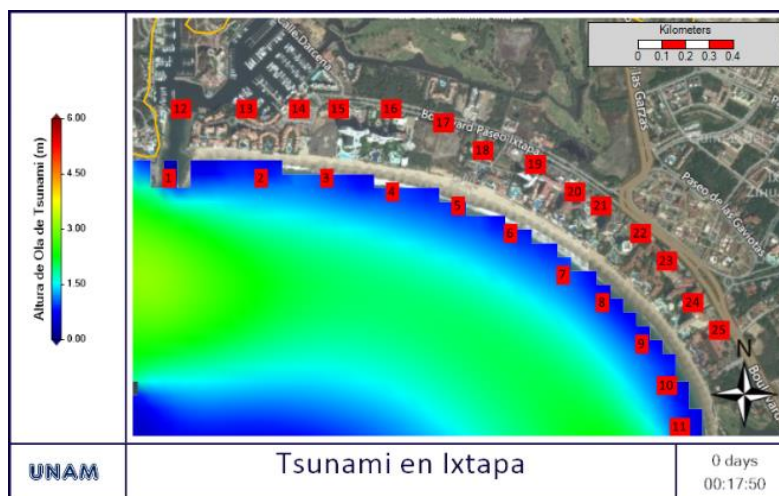 Calle Darcena
Kilometers
0 0.1 0.2 0.3 0.4
las Garzas
12 13 14 15 16
Boulevard Paseo Ixtapa
17
18
19
Paseo de las Gaviotas
1 2 3 4 5 6 7 8 9 10 11
20 21
22
23
24
25
N
6.00
4.50
3.00
1.50
0.00
Altura de Ola de Tsunami (m)
UNAM
Tsunami en Ixtapa
0 days
00:17:50